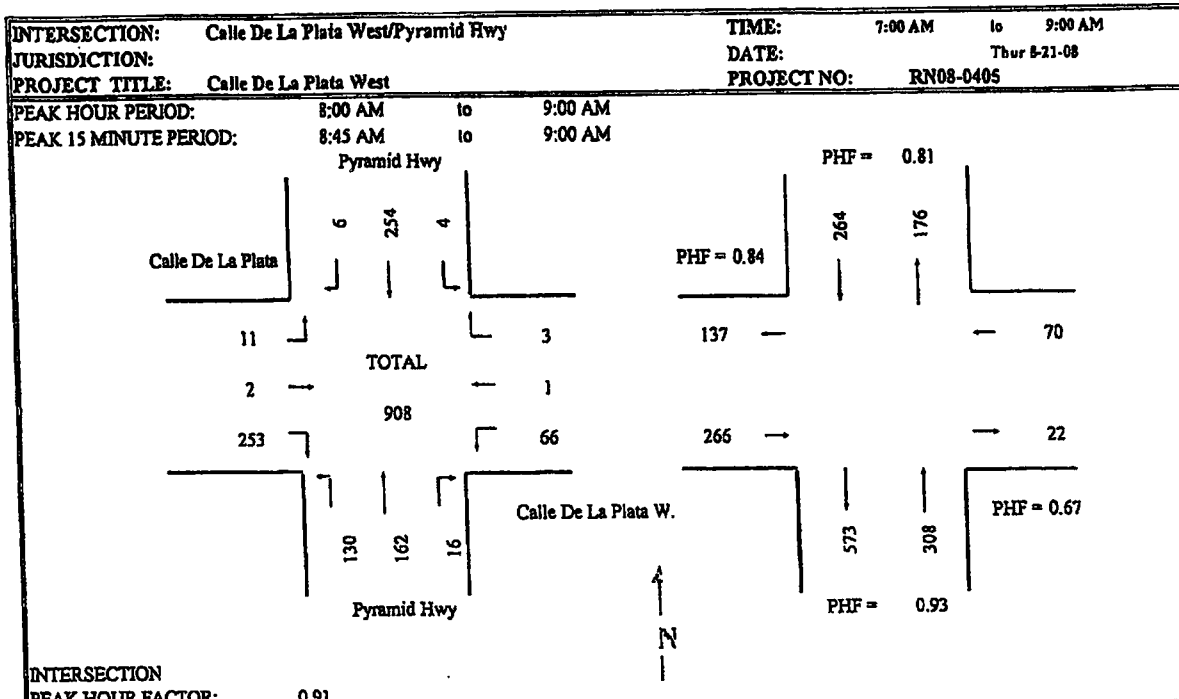 INTERSECTION: Calle De La Plata West/Pyramid Hwy TIME: 7:00 AM to 9:00 AM
JURISDICTION: DATE: Thur 8-21-08
PROJECT TITLE: Calle De La Plata West PROJECT NO: RN08-0405
PEAK HOUR PERIOD: 8:00 AM to 9:00 AM
PEAK 15 MINUTE PERIOD: 8:45 AM to 9:00 AM
Pyramid Hwy
6 254 4
Calle De La Plata
11 3
TOTAL
2 1
908
253 66
130 162 16
Calle De La Plata W.
Pyramid Hwy
PHF = 0.81
264 176
PHF = 0.84
137 70
266 22
573 308
PHF = 0.67
PHF = 0.93
N
INTERSECTION
PEAK HOUR FACTOR: 0.91